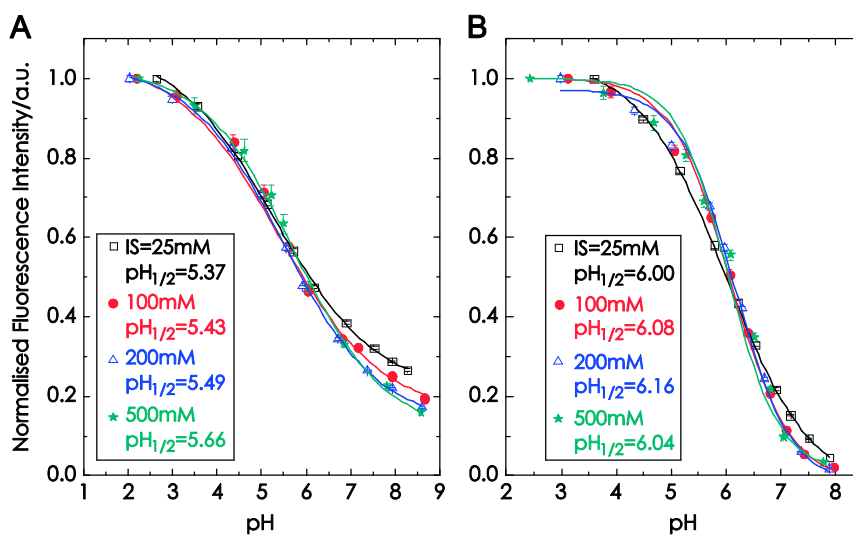 A
B
Normalised Fluorescence Intensity/a.u.
1.0
0.8
0.6
0.4
0.2
0.0
1 2 3 4 5 6 7 8 9
pH
IS=25mM
pH1/2=5.37
100mM
pH1/2=5.43
200mM
pH1/2=5.49
500mM
pH1/2=5.66
1.0
0.8
0.6
0.4
0.2
0.0
2 3 4 5 6 7 8
pH
IS=25mM
pH1/2=6.00
100mM
pH1/2=6.08
200mM
pH1/2=6.16
500mM
pH1/2=6.04